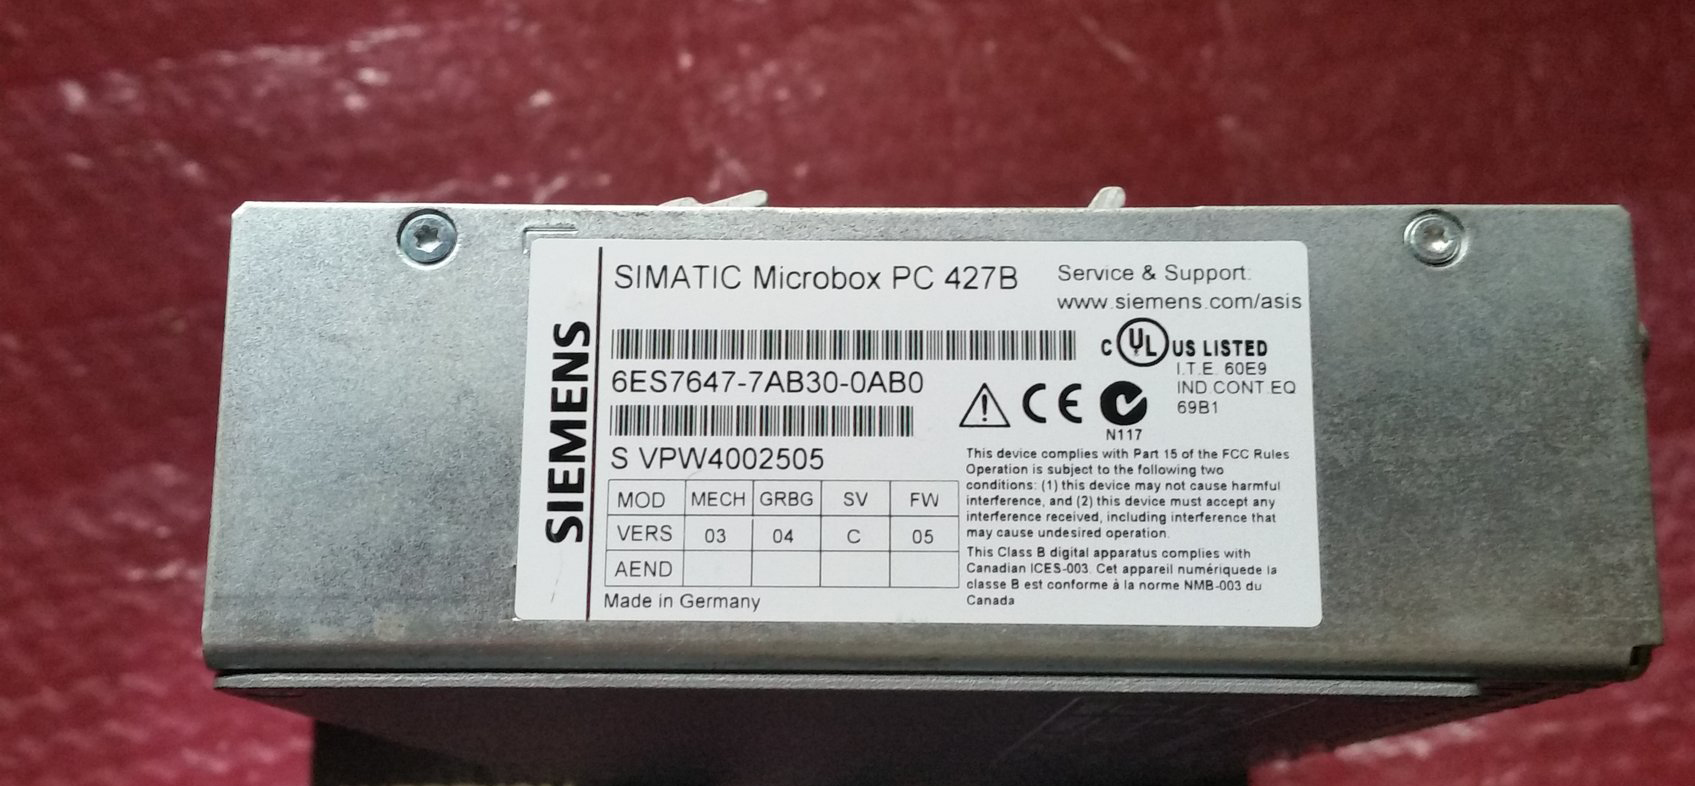 SIEMENS
SIMATIC Microbox PC 427B
Service & Support:
www.siemens.com/asis
6ES7647-7AB30-0AB0
C UL US LISTED
I.T.E. 60E9
IND.CONT.EQ
69B1
N117
S VPW4002505
MOD MECH GRBG SV FW
VERS 03 04 C 05
AEND
Made in Germany
This device complies with Part 15 of the FCC Rules
Operation is subject to the following two
conditions: (1) this device may not cause harmful
interference, and (2) this device must accept any
interference received, including interference that
may cause undesired operation.
This Class B digital apparatus complies with
Canadian ICES-003. Cet appareil numériquede la
classe B est conforme à la norme NMB-003 du
Canada